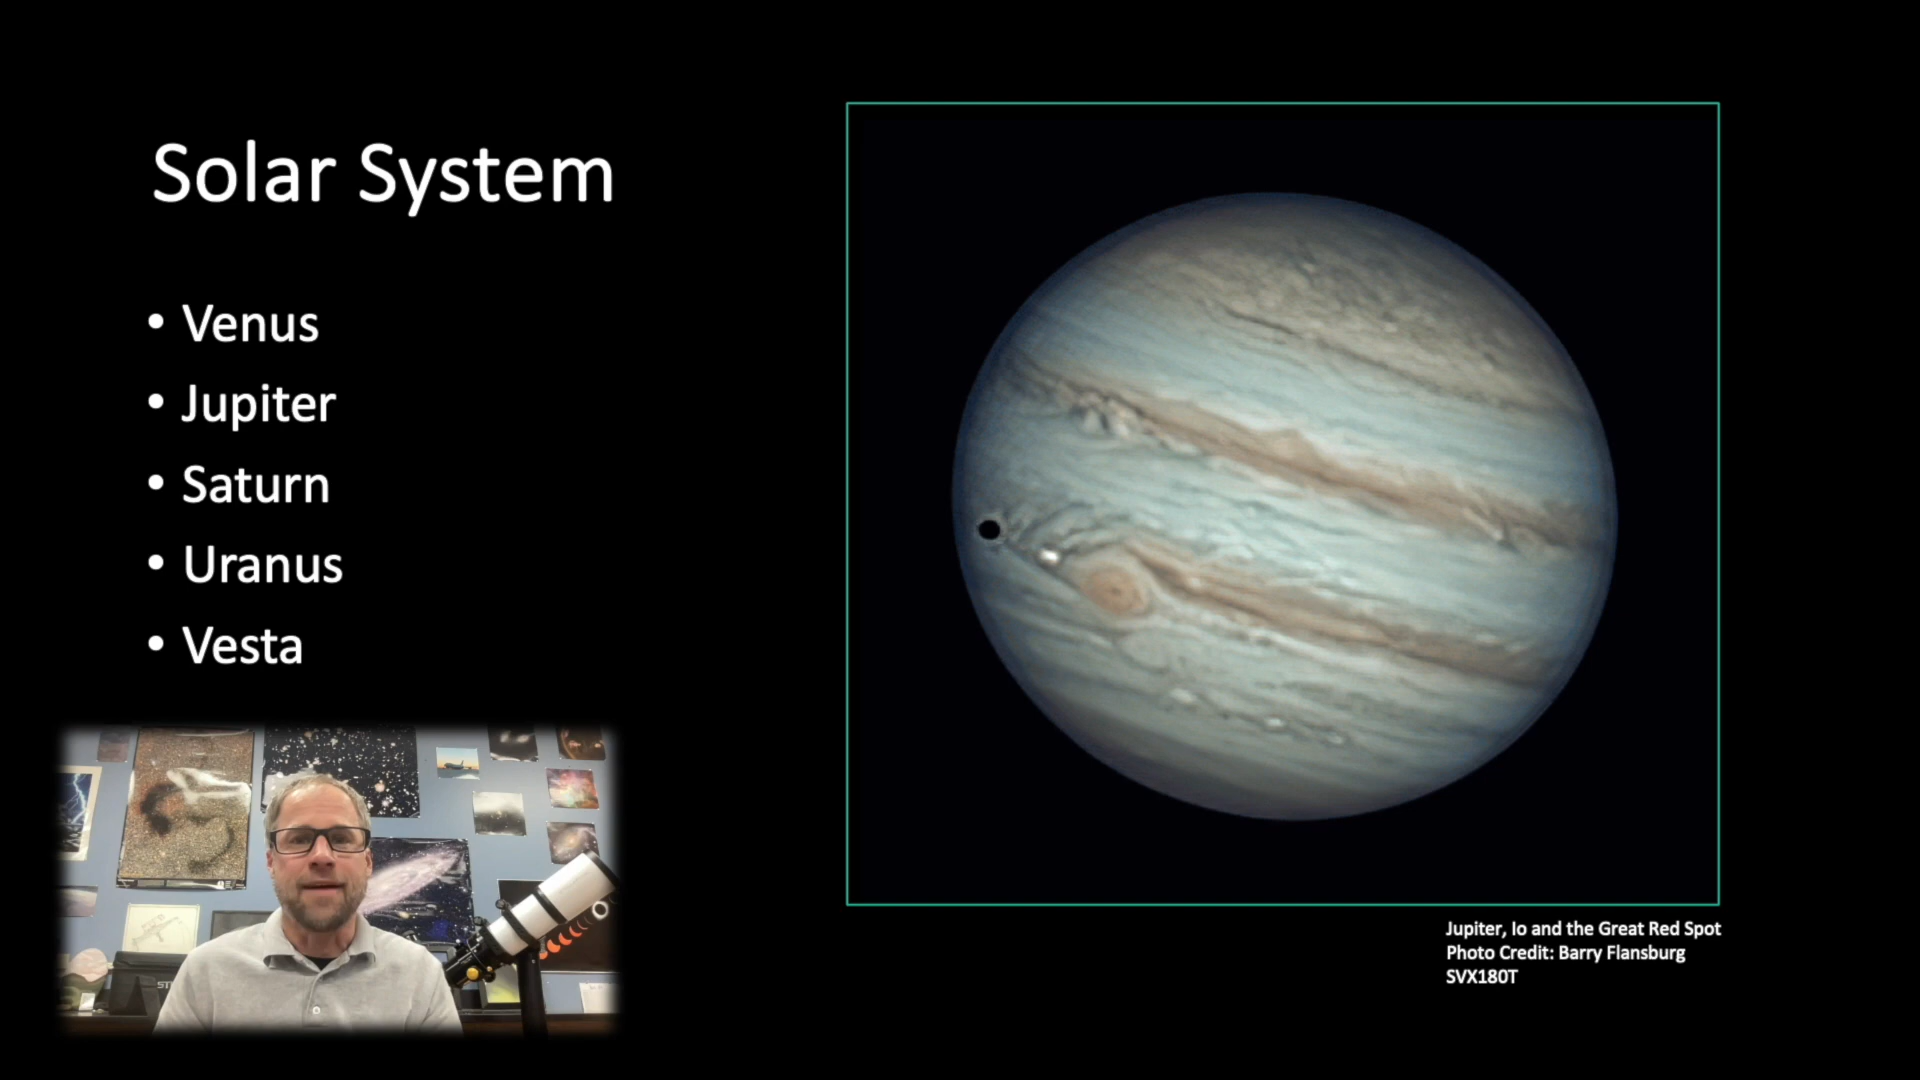 Solar System
• Venus
• Jupiter
• Saturn
• Uranus
• Vesta
Jupiter, Io and the Great Red Spot
Photo Credit: Barry Flansburg
SVX180T